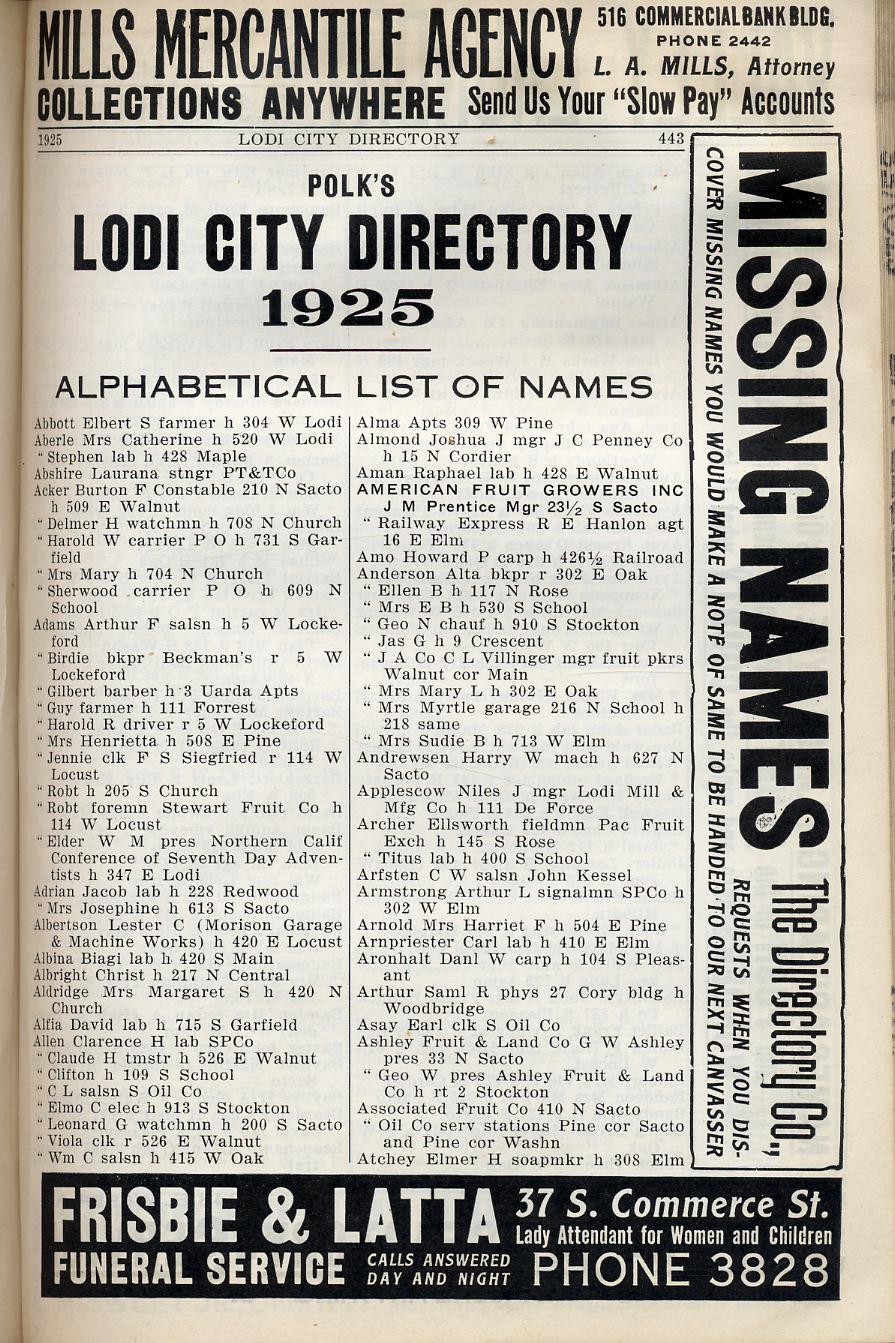 MILLS MERCANTILE AGENCY
516 COMMERCIAL BANK BLDG.
PHONE 2442
L. A. MILLS, Attorney
COLLECTIONS ANYWHERE Send Us Your "Slow Pay" Accounts
1925 LODI CITY DIRECTORY 443
POLK'S
LODI CITY DIRECTORY
1925
ALPHABETICAL LIST OF NAMES
Abbott Elbert S farmer h 304 W Lodi
Aberle Mrs Catherine h 520 W Lodi
" Stephen lab h 428 Maple
Abshire Laurana stngr PT&TCo
Acker Burton F Constable 210 N Sacto
h 509 E Walnut
" Delmer H watchmn h 708 N Church
" Harold W carrier P O h 731 S Gar-
field
" Mrs Mary h 704 N Church
" Sherwood carrier P O h 609 N
School
Adams Arthur F salsn h 5 W Locke-
ford
" Birdie bkpr Beckman's r 5 W
Lockeford
" Gilbert barber h 3 Uarda Apts
" Guy farmer h 111 Forrest
" Harold R driver r 5 W Lockeford
" Mrs Henrietta h 508 E Pine
" Jennie clk F S Siegfried r 114 W
Locust
" Robt h 205 S Church
" Robt foremn Stewart Fruit Co h
114 W Locust
" Elder W M pres Northern Calif
Conference of Seventh Day Adven-
tists h 347 E Lodi
Adrian Jacob lab h 228 Redwood
" Mrs Josephine h 613 S Sacto
Albertson Lester C (Morison Garage
& Machine Works) h 420 E Locust
Albina Biagi lab h 420 S Main
Albright Christ h 217 N Central
Aldridge Mrs Margaret S h 420 N
Church
Alfia David lab h 715 S Garfield
Allen Clarence H lab SPCo
" Claude H tmstr h 526 E Walnut
" Clifton h 109 S School
" C L salsn S Oil Co
" Elmo C elec h 913 S Stockton
" Leonard G watchmn h 200 S Sacto
" Viola clk r 526 E Walnut
" Wm C salsn h 415 W Oak
Alma Apts 309 W Pine
Almond Joshua J mgr J C Penney Co
h 15 N Cordier
Aman Raphael lab h 428 E Walnut
AMERICAN FRUIT GROWERS INC
J M Prentice Mgr 23½ S Sacto
" Railway Express R E Hanlon agt
16 E Elm
Amo Howard P carp h 426½ Railroad
Anderson Alta bkpr r 302 E Oak
" Ellen B h 117 N Rose
" Mrs E B h 530 S School
" Geo N chauf h 910 S Stockton
" Jas G h 9 Crescent
" J A Co C L Villinger mgr fruit pkrs
Walnut cor Main
" Mrs Mary L h 302 E Oak
" Mrs Myrtle garage 216 N School h
218 same
" Mrs Sudie B h 713 W Elm
Andrewsen Harry W mach h 627 N
Sacto
Applescow Niles J mgr Lodi Mill &
Mfg Co h 111 De Force
Archer Ellsworth fieldmn Pac Fruit
Exch h 145 S Rose
" Titus lab h 400 S School
Arfsten C W salsn John Kessel
Armstrong Arthur L signalmn SPCo h
302 W Elm
Arnold Mrs Harriet F h 504 E Pine
Arnpriester Carl lab h 410 E Elm
Aronhalt Danl W carp h 104 S Pleas-
ant
Arthur Saml R phys 27 Cory bldg h
Woodbridge
Asay Earl clk S Oil Co
Ashley Fruit & Land Co G W Ashley
pres 33 N Sacto
" Geo W pres Ashley Fruit & Land
Co h rt 2 Stockton
Associated Fruit Co 410 N Sacto
" Oil Co serv stations Pine cor Sacto
and Pine cor Washn
Atchey Elmer H soapmkr h 308 Elm
MISSING NAMES The Directory Co.,
COVER MISSING NAMES YOU WOULD MAKE A NOTE OF SAME TO BE HANDED TO OUR NEXT CANVASSER
REQUESTS WHEN YOU DIS-
FRISBIE & LATTA
37 S. Commerce St.
Lady Attendant for Women and Children
FUNERAL SERVICE
CALLS ANSWERED
DAY AND NIGHT
PHONE 3828